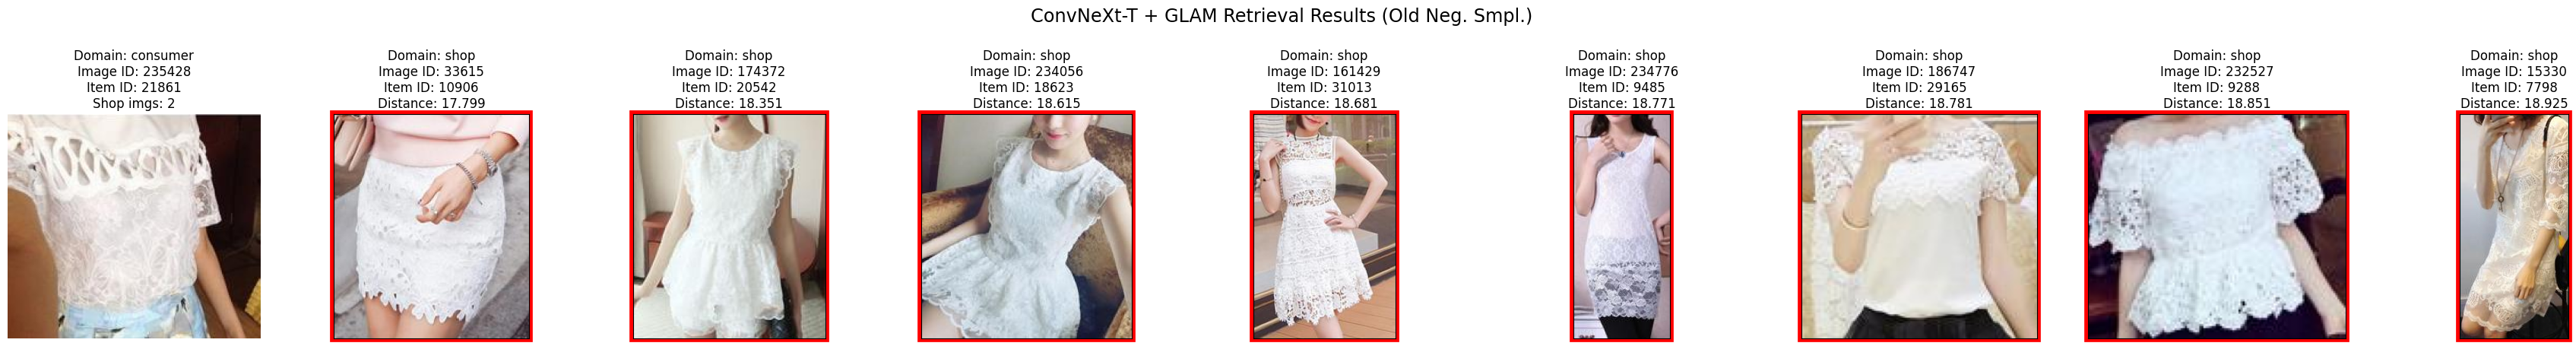 ConvNeXt-T + GLAM Retrieval Results (Old Neg. Smpl.)
Domain: consumer
Image ID: 235428
Item ID: 21861
Shop imgs: 2
Domain: shop
Image ID: 33615
Item ID: 10906
Distance: 17.799
Domain: shop
Image ID: 174372
Item ID: 20542
Distance: 18.351
Domain: shop
Image ID: 234056
Item ID: 18623
Distance: 18.615
Domain: shop
Image ID: 161429
Item ID: 31013
Distance: 18.681
Domain: shop
Image ID: 234776
Item ID: 9485
Distance: 18.771
Domain: shop
Image ID: 186747
Item ID: 29165
Distance: 18.781
Domain: shop
Image ID: 232527
Item ID: 9288
Distance: 18.851
Domain: shop
Image ID: 15330
Item ID: 7798
Distance: 18.925